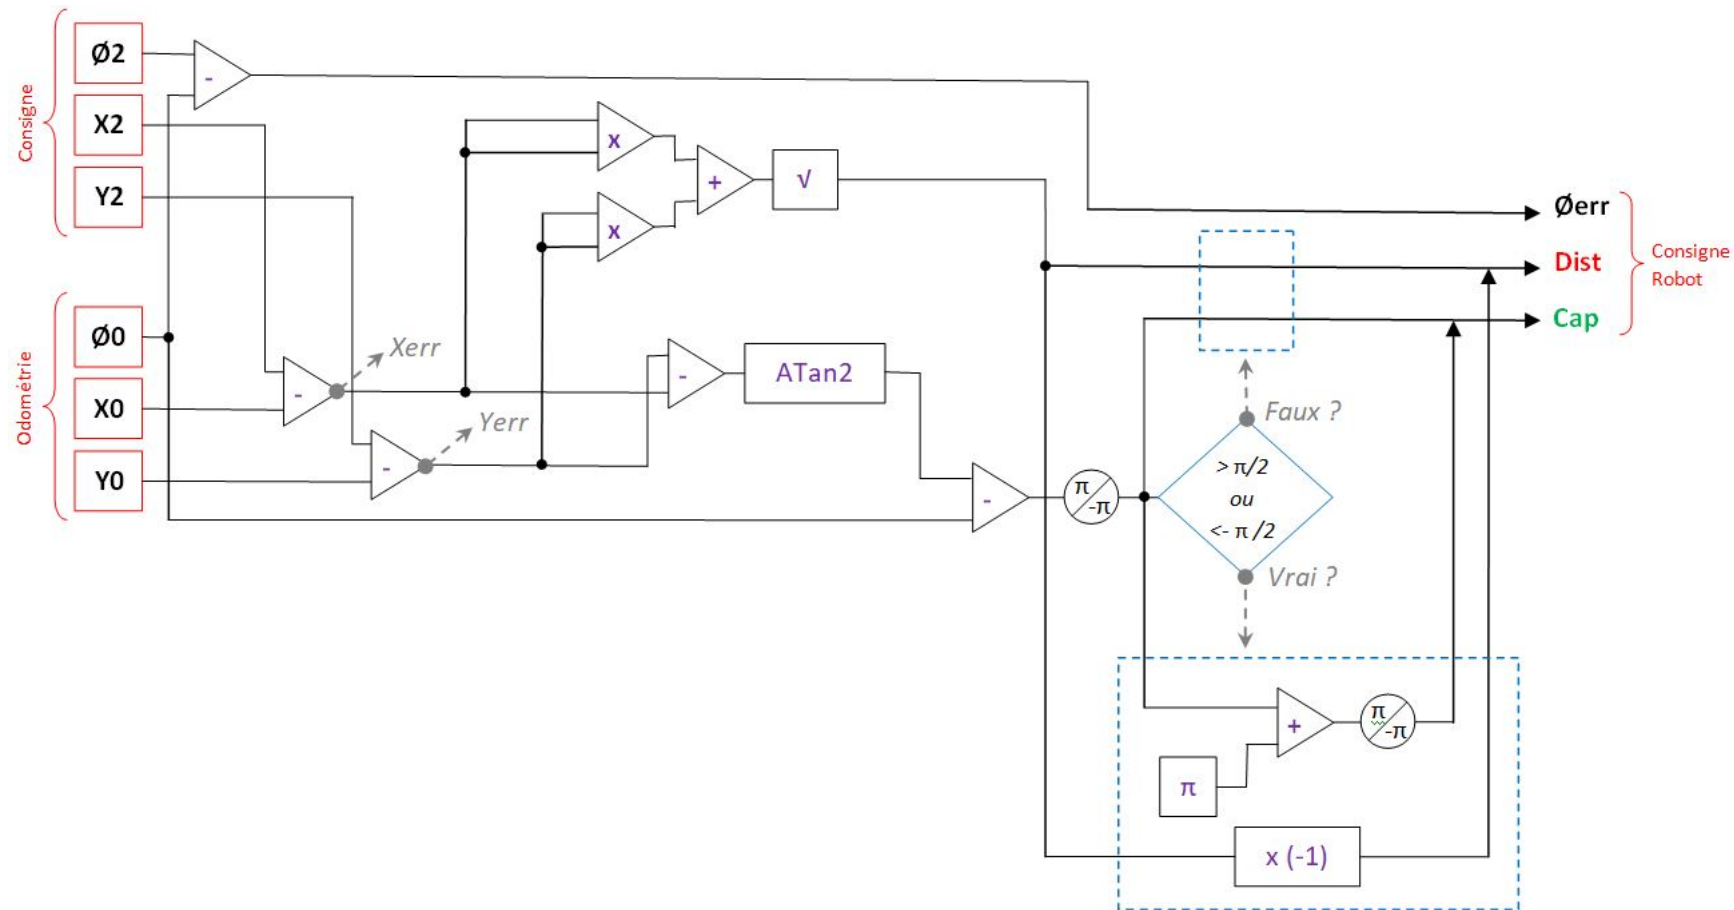 Consigne
Ø2
X2
Y2
-
x
x
+
√
Øerr
Dist
Cap
Consigne
Robot
Odométrie
Ø0
X0
Y0
-
Xerr
-
Yerr
-
ATan2
-
π
-π
Faux ?
> π/2
ou
<- π /2
Vrai ?
+
π
-π
π
x (-1)